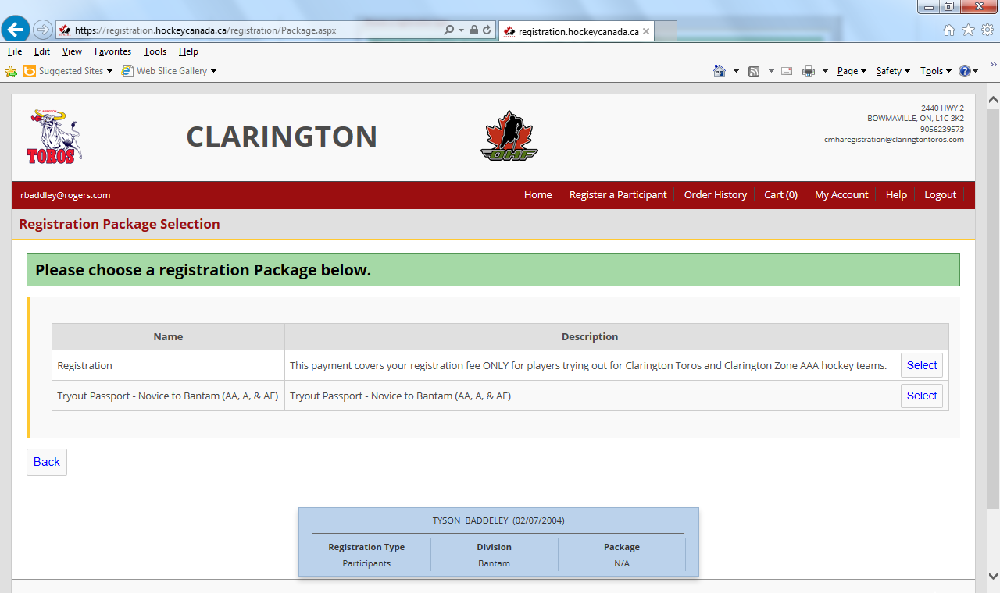 https://registration.hockeycanada.ca/registration/Package.aspx
registration.hockeycanada.ca
File Edit View Favorites Tools Help
Suggested Sites Web Slice Gallery Page Safety Tools
CLARINGTON
TOROS
CLARINGTON
OHF
2440 HWY 2
BOWMAVILLE, ON, L1C 3K2
9056239573
cmharegistration@claringtontoros.com
rbaddley@rogers.com Home Register a Participant Order History Cart (0) My Account Help Logout
Registration Package Selection
Please choose a registration Package below.
Name Description
Registration This payment covers your registration fee ONLY for players trying out for Clarington Toros and Clarington Zone AAA hockey teams. Select
Tryout Passport - Novice to Bantam (AA, A, & AE) Tryout Passport - Novice to Bantam (AA, A, & AE) Select
Back
TYSON BADDELEY (02/07/2004)
Registration Type Division Package
Participants Bantam N/A